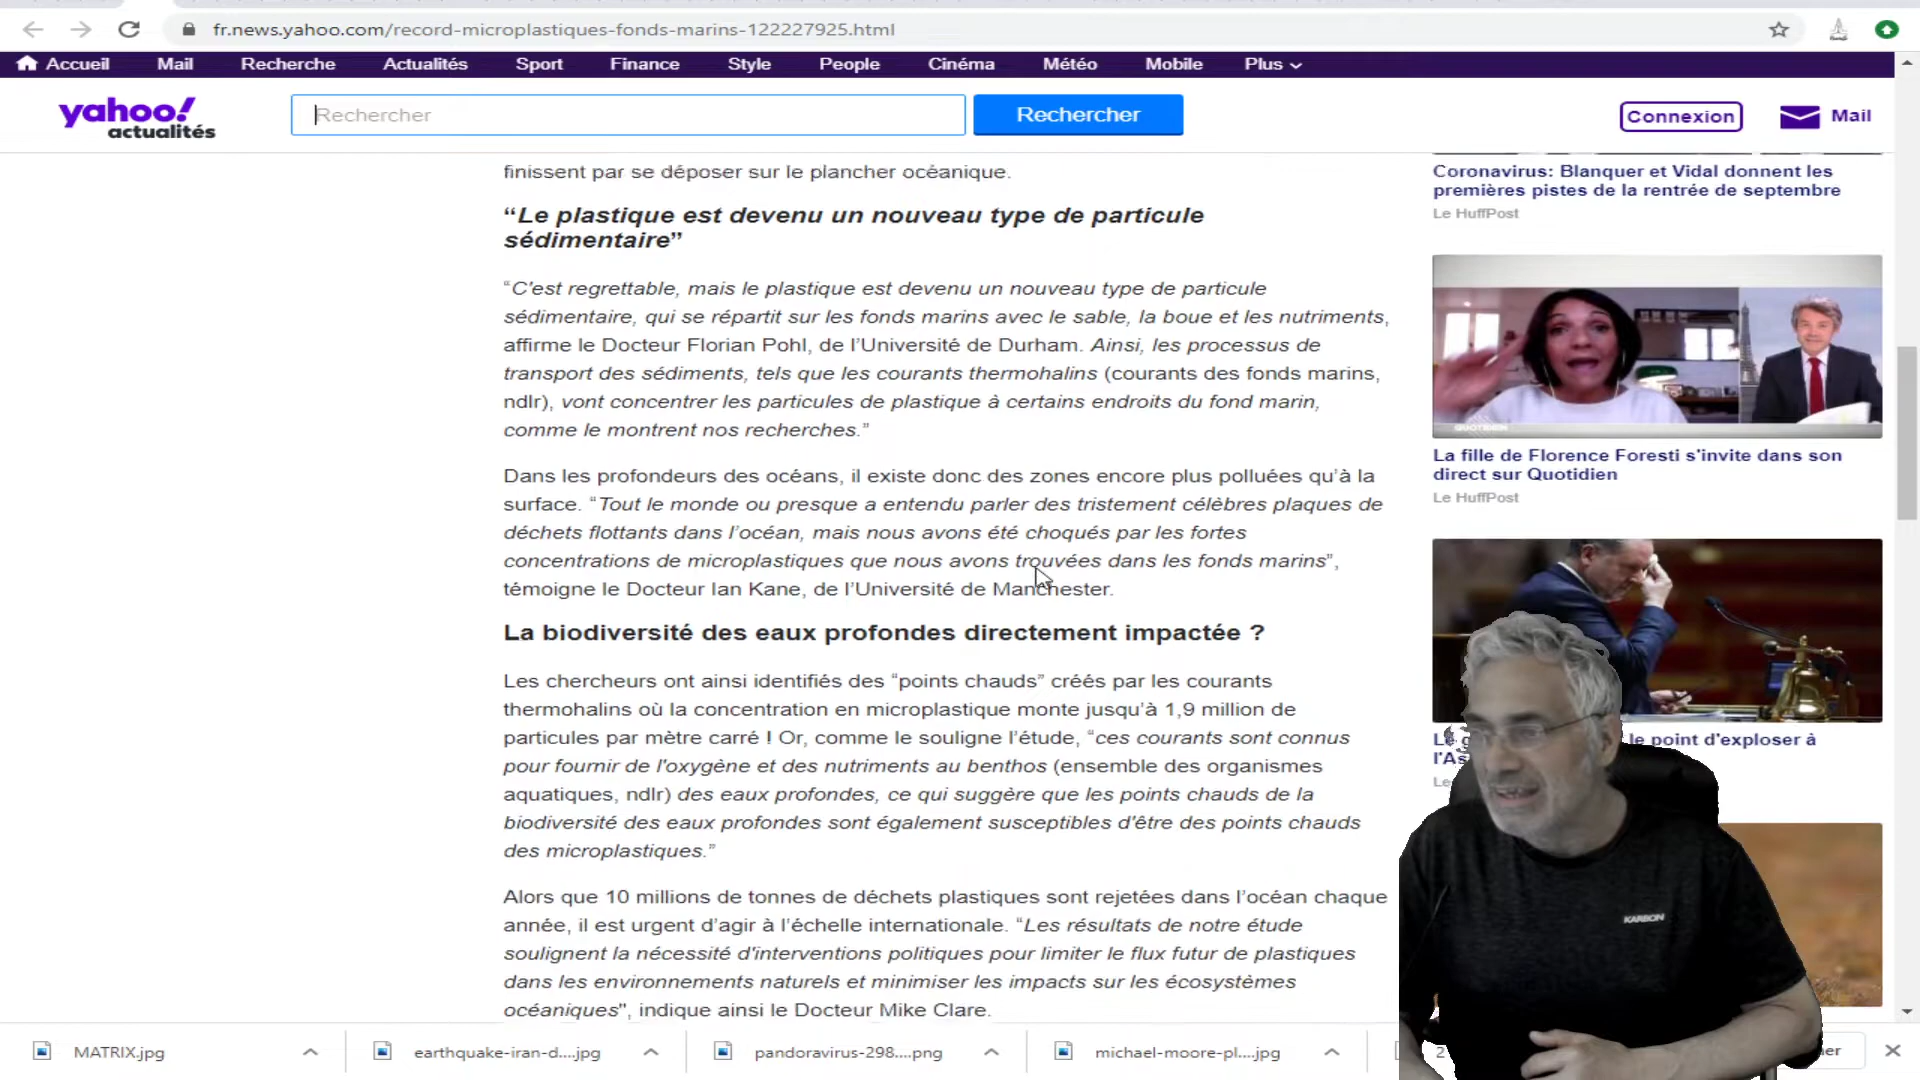 fr.news.yahoo.com/record-microplastiques-fonds-marins-122227925.html
Accueil Mail Recherche Actualités Sport Finance Style People Cinéma Météo Mobile Plus
yahoo!
actualités
Rechercher
Rechercher
Connexion
Mail
finissent par se déposer sur le plancher océanique.
“Le plastique est devenu un nouveau type de particule
sédimentaire”
“C'est regrettable, mais le plastique est devenu un nouveau type de particule
sédimentaire, qui se répartit sur les fonds marins avec le sable, la boue et les nutriments,
affirme le Docteur Florian Pohl, de l’Université de Durham. Ainsi, les processus de
transport des sédiments, tels que les courants thermohalins (courants des fonds marins,
ndlr), vont concentrer les particules de plastique à certains endroits du fond marin,
comme le montrent nos recherches.”
Dans les profondeurs des océans, il existe donc des zones encore plus polluées qu’à la
surface. “Tout le monde ou presque a entendu parler des tristement célèbres plaques de
déchets flottants dans l’océan, mais nous avons été choqués par les fortes
concentrations de microplastiques que nous avons trouvées dans les fonds marins”,
témoigne le Docteur Ian Kane, de l’Université de Manchester.
La biodiversité des eaux profondes directement impactée ?
Les chercheurs ont ainsi identifiés des “points chauds” créés par les courants
thermohalins où la concentration en microplastique monte jusqu’à 1,9 million de
particules par mètre carré ! Or, comme le souligne l’étude, “ces courants sont connus
pour fournir de l'oxygène et des nutriments au benthos (ensemble des organismes
aquatiques, ndlr) des eaux profondes, ce qui suggère que les points chauds de la
biodiversité des eaux profondes sont également susceptibles d'être des points chauds
des microplastiques.”
Alors que 10 millions de tonnes de déchets plastiques sont rejetées dans l’océan chaque
année, il est urgent d’agir à l’échelle internationale. “Les résultats de notre étude
soulignent la nécessité d'interventions politiques pour limiter le flux futur de plastiques
dans les environnements naturels et minimiser les impacts sur les écosystèmes
océaniques", indique ainsi le Docteur Mike Clare.
Coronavirus: Blanquer et Vidal donnent les
premières pistes de la rentrée de septembre
Le HuffPost
QUOTIDIEN
La fille de Florence Foresti s'invite dans son
direct sur Quotidien
Le HuffPost
le point d'exploser à
KARBON
MATRIX.jpg
earthquake-iran-d....jpg
pandoravirus-298....png
michael-moore-pl....jpg